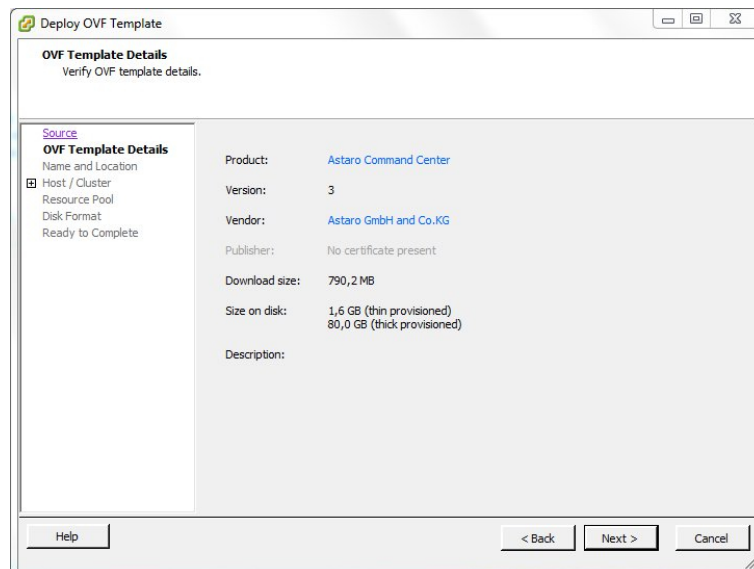 Deploy OVF Template
OVF Template Details
Verify OVF template details.
Source
OVF Template Details
Name and Location
Host / Cluster
Resource Pool
Disk Format
Ready to Complete
Product: Astaro Command Center
Version: 3
Vendor: Astaro GmbH and Co.KG
Publisher: No certificate present
Download size: 790,2 MB
Size on disk: 1,6 GB (thin provisioned)
80,0 GB (thick provisioned)
Description:
Help
< Back
Next >
Cancel